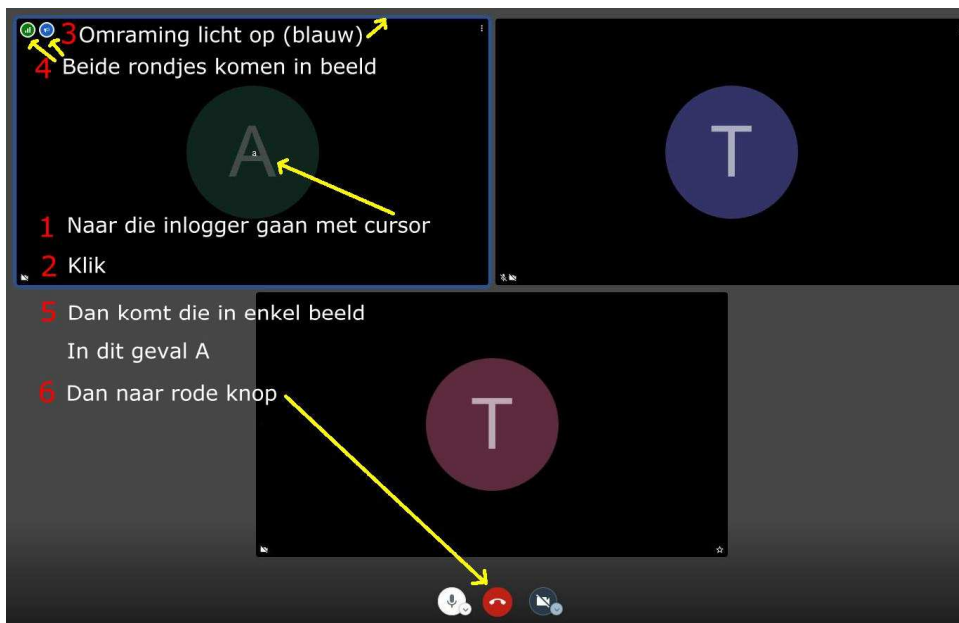 3 Omraming licht op (blauw)
4 Beide rondjes komen in beeld
A
a
T
1 Naar die inlogger gaan met cursor
2 Klik
5 Dan komt die in enkel beeld
In dit geval A
6 Dan naar rode knop
T